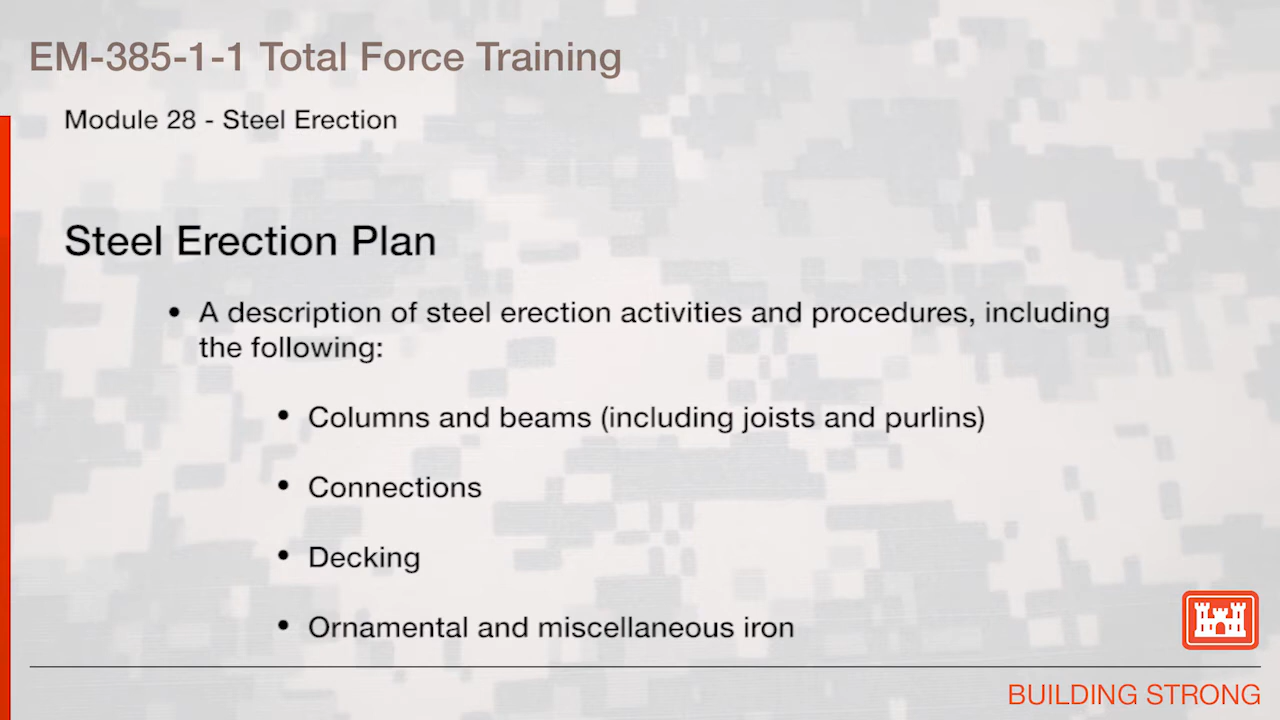 EM-385-1-1 Total Force Training
Module 28 - Steel Erection
Steel Erection Plan
• A description of steel erection activities and procedures, including
the following:
• Columns and beams (including joists and purlins)
• Connections
• Decking
• Ornamental and miscellaneous iron
BUILDING STRONG